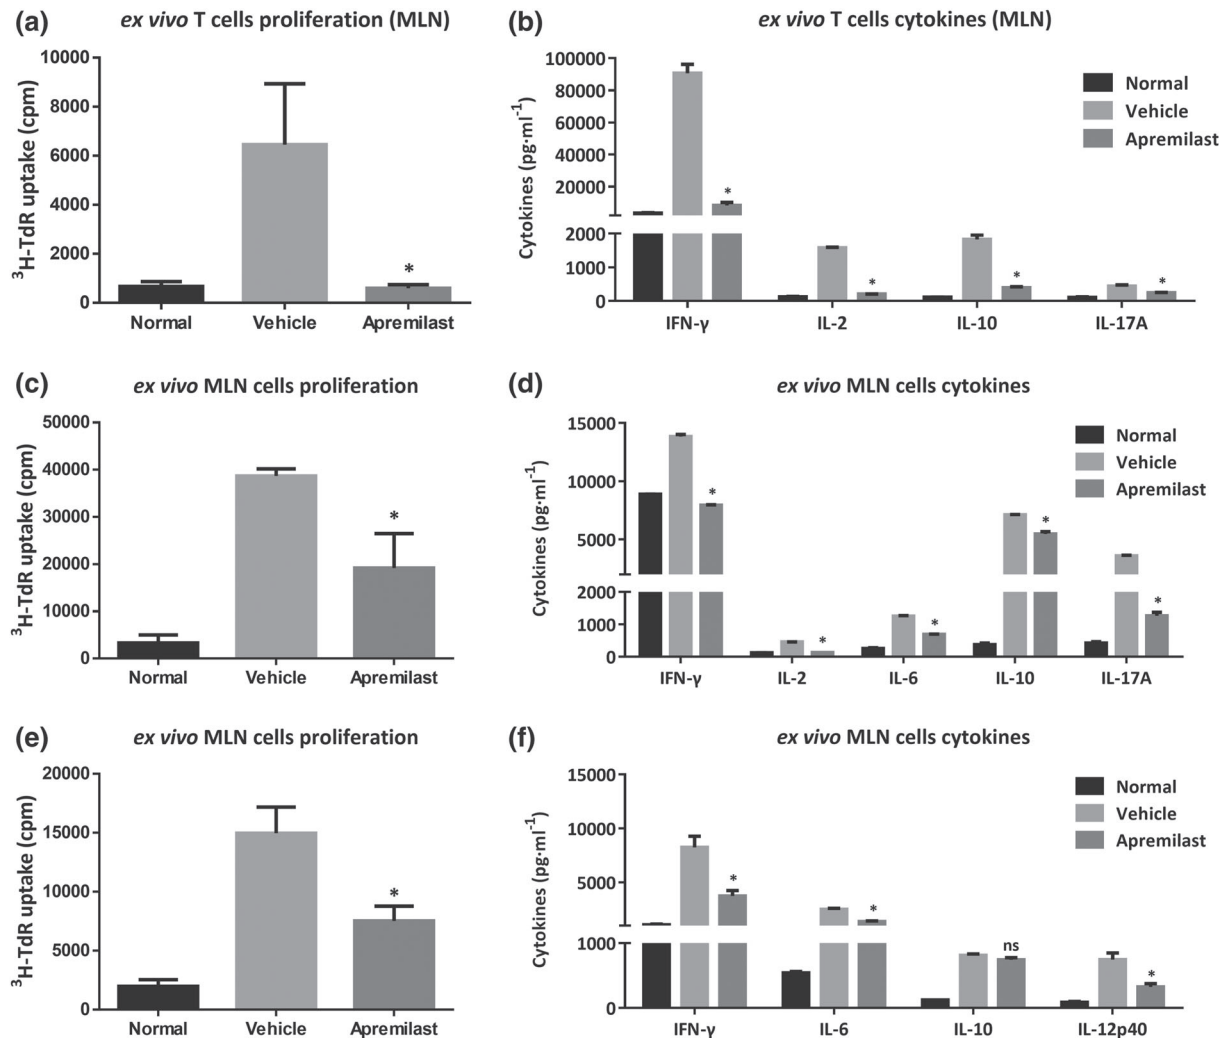 (a)
ex vivo T cells proliferation (MLN)
³H-TdR uptake (cpm)
10000
8000
6000
4000
2000
0
Normal Vehicle Apremilast
*
(b)
ex vivo T cells cytokines (MLN)
Cytokines (pg·ml⁻¹)
100000
80000
60000
40000
20000
2000
1000
0
IFN-γ IL-2 IL-10 IL-17A
* * * *
Normal
Vehicle
Apremilast
(c)
ex vivo MLN cells proliferation
³H-TdR uptake (cpm)
50000
40000
30000
20000
10000
0
Normal Vehicle Apremilast
*
(d)
ex vivo MLN cells cytokines
Cytokines (pg·ml⁻¹)
15000
10000
5000
2000
1000
0
IFN-γ IL-2 IL-6 IL-10 IL-17A
* * * * *
Normal
Vehicle
Apremilast
(e)
ex vivo MLN cells proliferation
³H-TdR uptake (cpm)
20000
15000
10000
5000
0
Normal Vehicle Apremilast
*
(f)
ex vivo MLN cells cytokines
Cytokines (pg·ml⁻¹)
15000
10000
5000
1000
0
IFN-γ IL-6 IL-10 IL-12p40
* * ns *
Normal
Vehicle
Apremilast